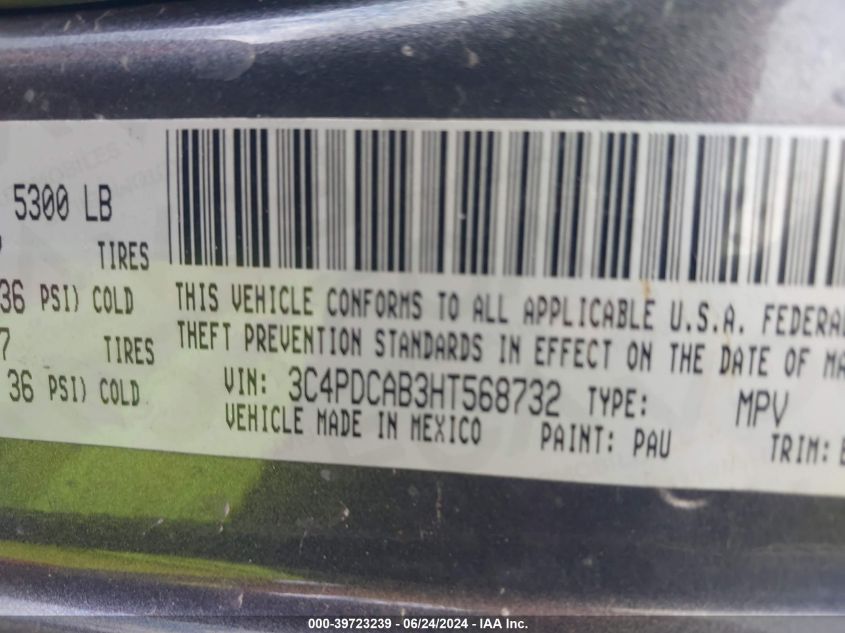 5300 LB
TIRES
36 PSI) COLD
7 TIRES
36 PSI) COLD
THIS VEHICLE CONFORMS TO ALL APPLICABLE U.S.A. FEDERAL
THEFT PREVENTION STANDARDS IN EFFECT ON THE DATE OF MA
VIN: 3C4PDCAB3HT568732 TYPE: MPV
VEHICLE MADE IN MEXICO PAINT: PAU TRIM:
000-39723239 - 06/24/2024 - IAA Inc.